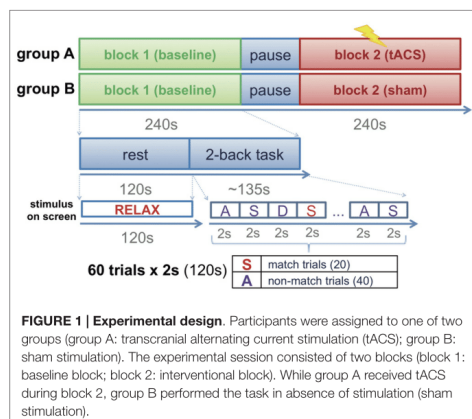 group A block 1 (baseline) pause block 2 (tACS)
group B block 1 (baseline) pause block 2 (sham)
240s 240s
rest 2-back task
120s ~135s
stimulus
on screen RELAX A S D S ... A S
120s 2s 2s 2s 2s 2s 2s
60 trials x 2s (120s) S match trials (20)
A non-match trials (40)
FIGURE 1 | Experimental design. Participants were assigned to one of two
groups (group A: transcranial alternating current stimulation (tACS); group B:
sham stimulation). The experimental session consisted of two blocks (block 1:
baseline block; block 2: interventional block). While group A received tACS
during block 2, group B performed the task in absence of stimulation (sham
stimulation).